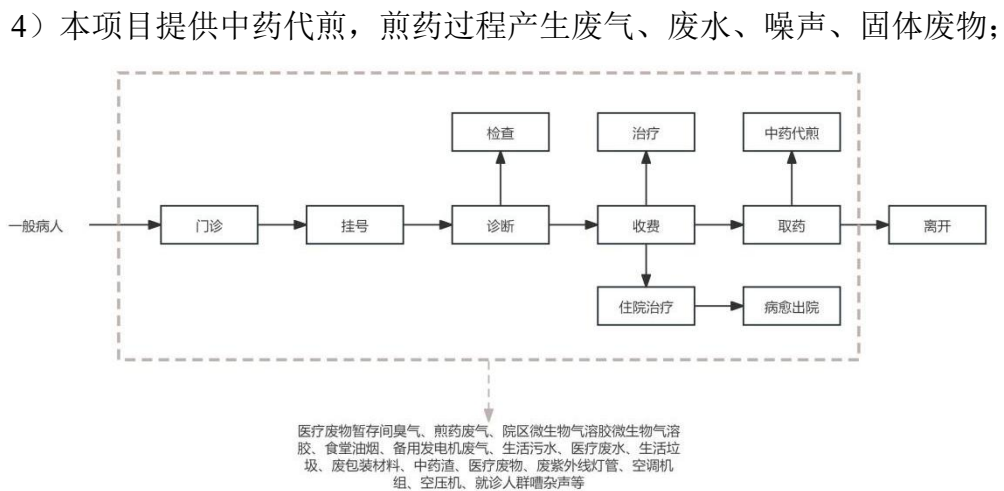 4）本项目提供中药代煎，煎药过程产生废气、废水、噪声、固体废物；
检查
治疗
中药代煎
一般病人
门诊
挂号
诊断
收费
取药
离开
住院治疗
病愈出院
医疗废物暂存间臭气、煎药废气、院区微生物气溶胶微生物气溶
胶、食堂油烟、备用发电机废气、生活污水、医疗废水、生活垃
圾、废包装材料、中药渣、医疗废物、废紫外线灯管、空调机
组、空压机、就诊人群嘈杂声等